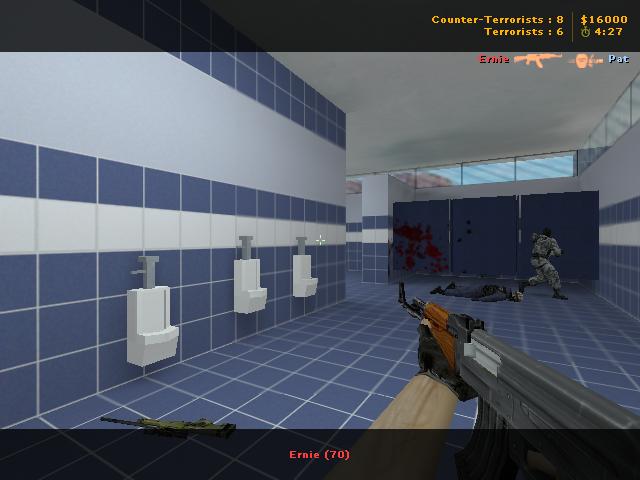 Counter-Terrorists : 8 $16000
Terrorists : 6 4:27
Ernie Pat
Ernie (70)